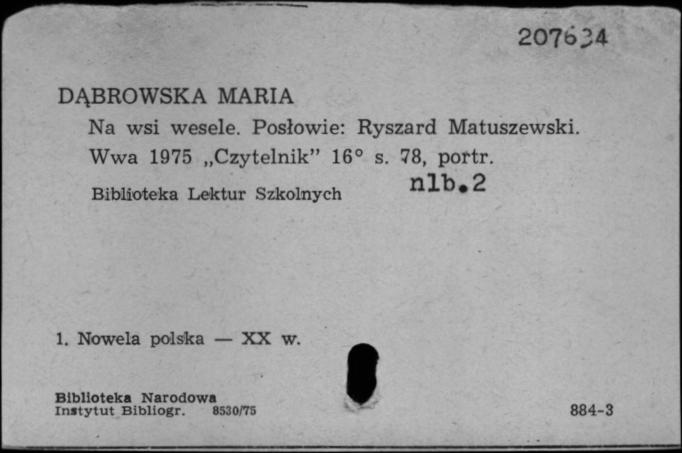 207634
DĄBROWSKA MARIA
Na wsi wesele. Posłowie: Ryszard Matuszewski.
Wwa 1975 „Czytelnik” 16° s. 78, portr.
nlb.2
Biblioteka Lektur Szkolnych
1. Nowela polska — XX w.
Biblioteka Narodowa
Instytut Bibliogr. 8530/75
884-3